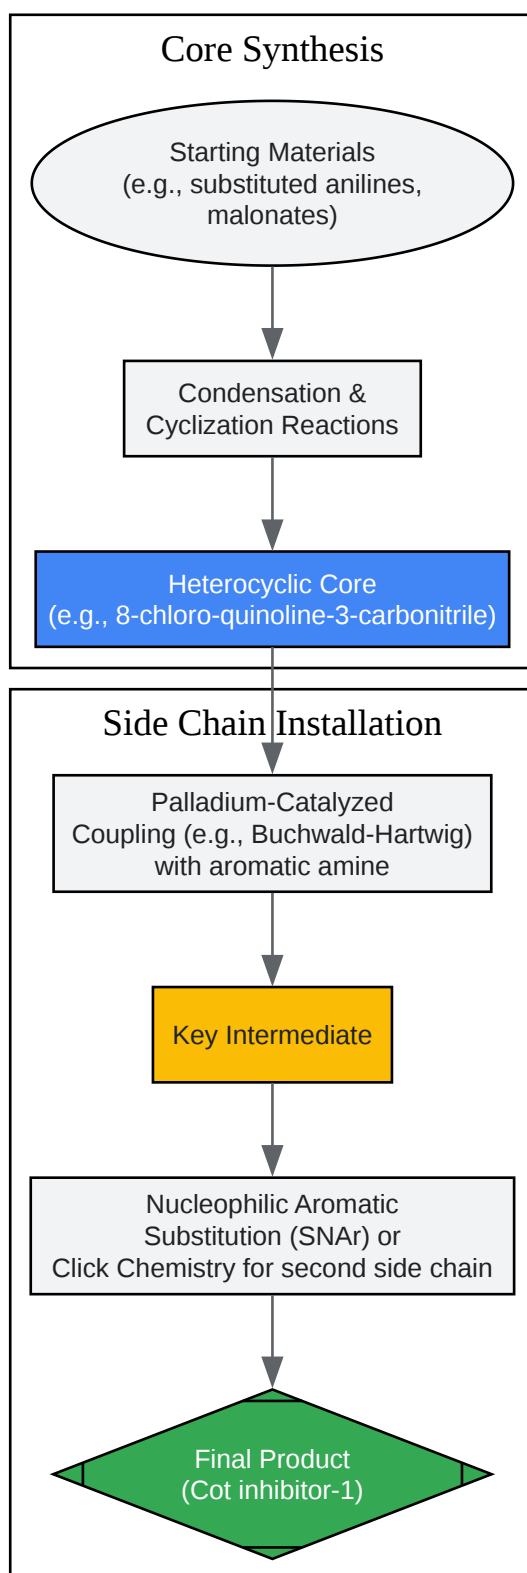 Core Synthesis
Starting Materials
(e.g., substituted anilines,
malonates)
Condensation &
Cyclization Reactions
Heterocyclic Core
(e.g., 8-chloro-quinoline-3-carbonitrile)
Side Chain Installation
Palladium-Catalyzed
Coupling (e.g., Buchwald-Hartwig)
with aromatic amine
Key Intermediate
Nucleophilic Aromatic
Substitution (SNAr) or
Click Chemistry for second side chain
Final Product
(Cot inhibitor-1)